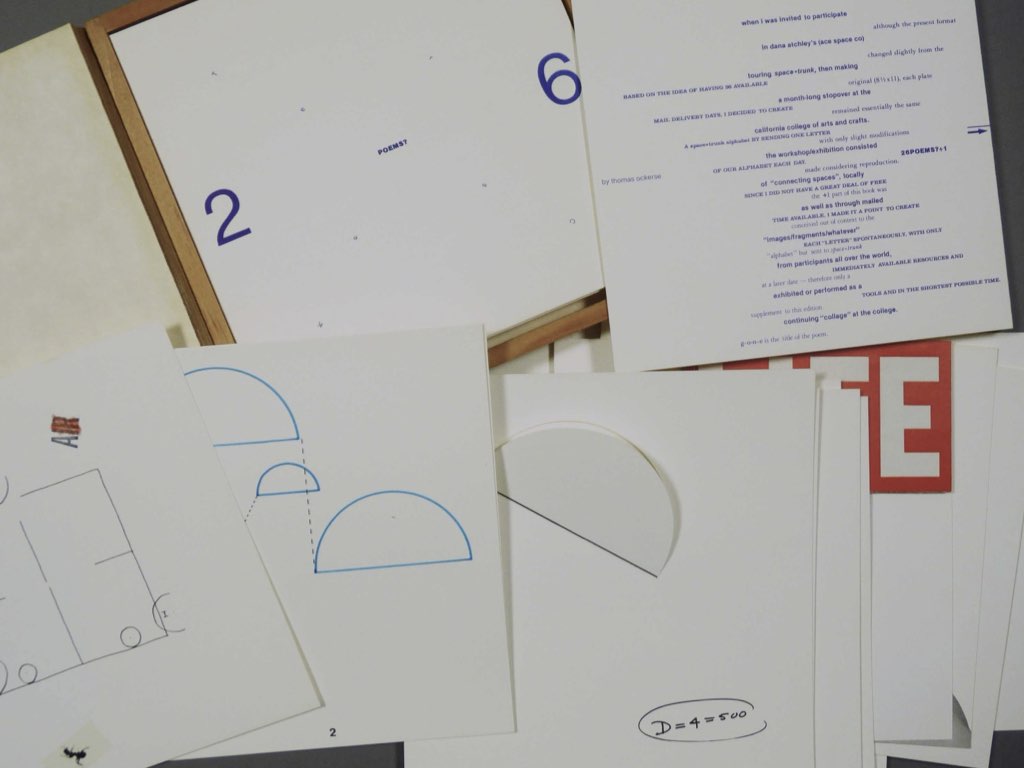 2
6
POEMS?
when i was invited to participate
although the present format
in dana atchley's (ace space co)
changed slightly from the
touring space+trunk, then making
original (8½x11), each plate
BASED ON THE IDEA OF HAVING 26 AVAILABLE
a month-long stopover at the
MAIL DELIVERY DAYS, I DECIDED TO CREATE
remained essentially the same
california college of arts and crafts.
A space+trunk alphabet BY SENDING ONE LETTER
with only slight modifications
the workshop/exhibition consisted
26POEMS?+1
OF OUR ALPHABET EACH DAY.
made considering reproduction.
by thomas ockerse
of "connecting spaces", locally
SINCE I DID NOT HAVE A GREAT DEAL OF FREE
the +1 part of this book was
as well as through mailed
TIME AVAILABLE, I MADE IT A POINT TO CREATE
conceived out of context to the
"images/fragments/whatever"
EACH "LETTER" SPONTANEOUSLY, WITH ONLY
"alphabet" but sent to space+trunk
from participants all over the world,
IMMEDIATELY AVAILABLE RESOURCES AND
at a later date — therefore only a
exhibited or performed as a
TOOLS AND IN THE SHORTEST POSSIBLE TIME
supplement to this edition
continuing "collage" at the college.
g-o-n-e is the title of the poem.
E
D=4=500
2